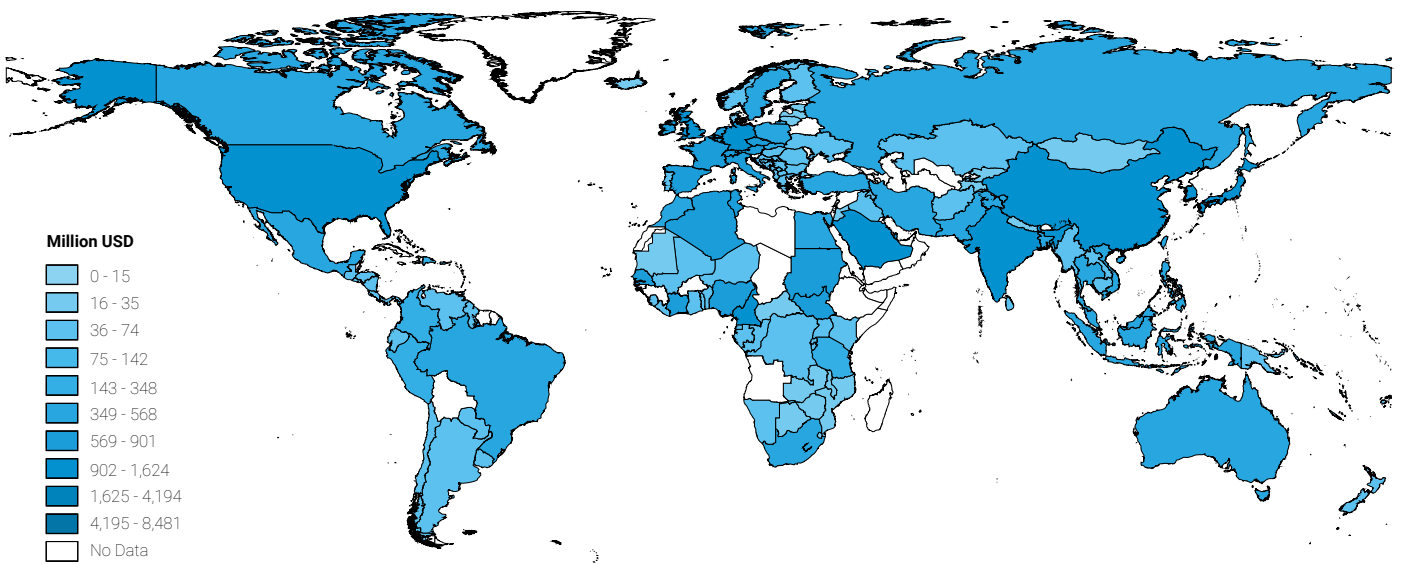 Million USD
0 - 15
16 - 35
36 - 74
75 - 142
143 - 348
349 - 568
569 - 901
902 - 1,624
1,625 - 4,194
4,195 - 8,481
No Data